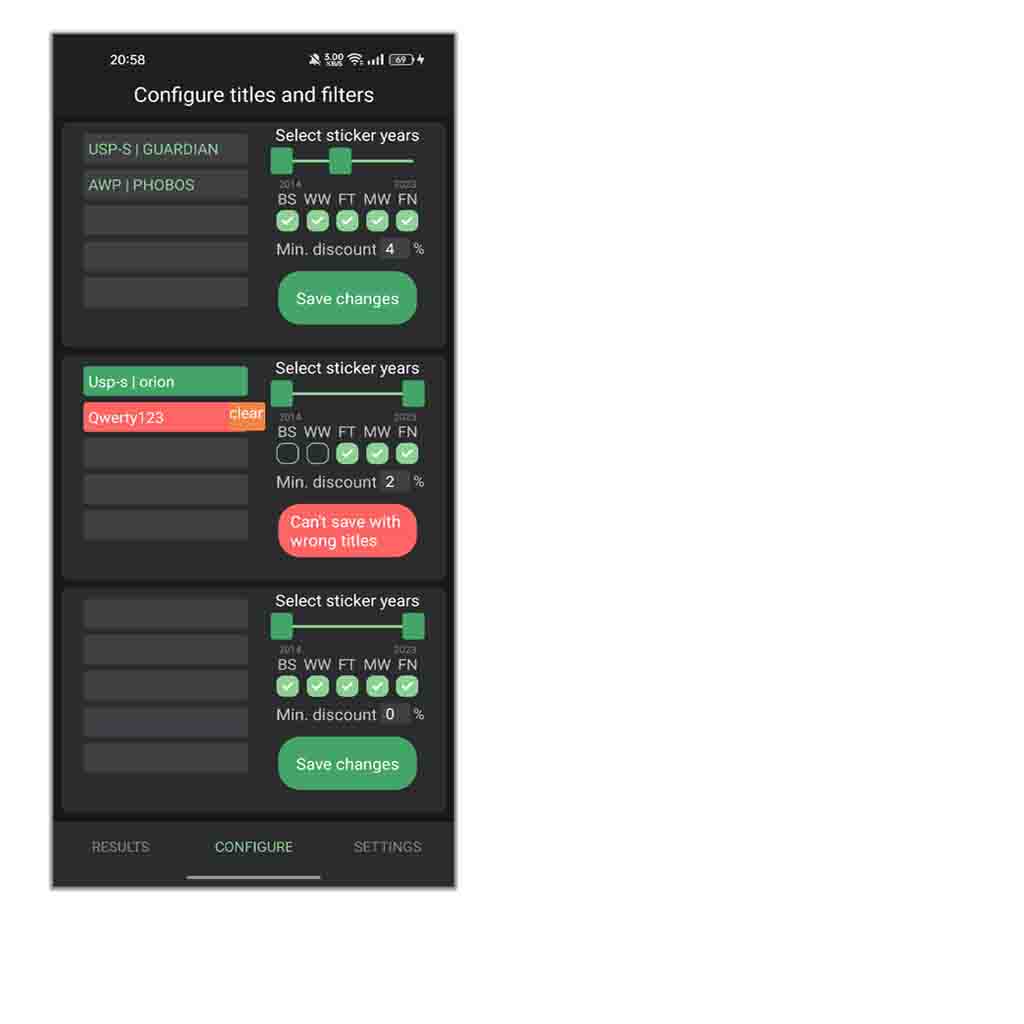 20:58
3.00
KB/S
69
Configure titles and filters
USP-S | GUARDIAN
AWP | PHOBOS
Select sticker years
2014 2023
BS WW FT MW FN
Min. discount 4 %
Save changes
Usp-s | orion
Qwerty123
clear
Select sticker years
2014 2023
BS WW FT MW FN
Min. discount 2 %
Can't save with
wrong titles
Select sticker years
2014 2023
BS WW FT MW FN
Min. discount 0 %
Save changes
RESULTS CONFIGURE SETTINGS